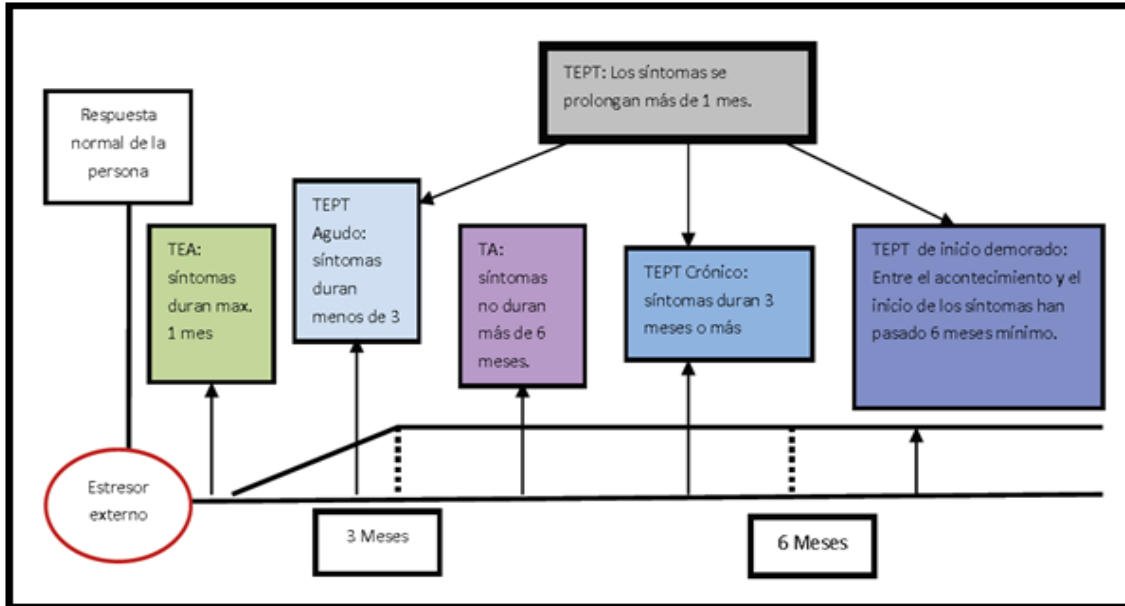 TEPT: Los síntomas se
prolongan más de 1 mes.
Respuesta
normal de la
persona
TEPT
Agudo:
síntomas
duran
menos de 3
TEA:
síntomas
duran max.
1 mes
TA:
síntomas
no duran
más de 6
meses.
TEPT Crónico:
síntomas duran 3
meses o más
TEPT de inicio demorado:
Entre el acontecimiento y el
inicio de los síntomas han
pasado 6 meses mínimo.
Estresor
externo
3 Meses
6 Meses